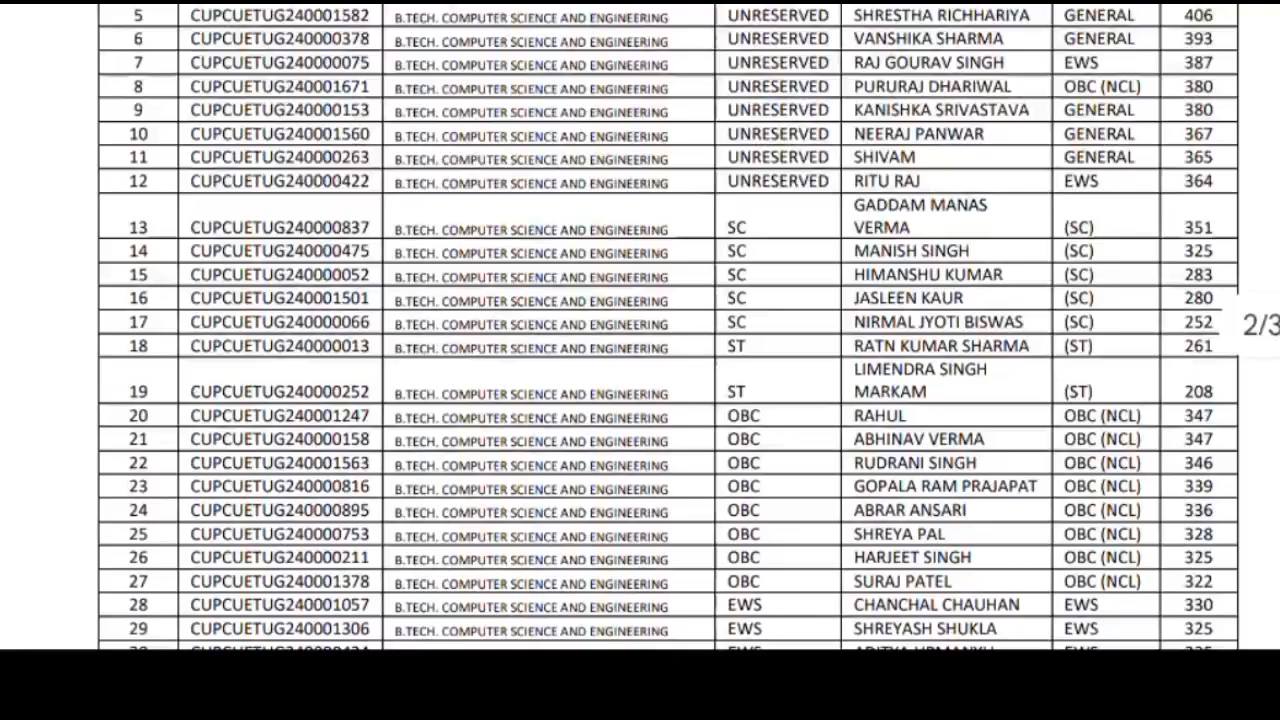 5 CUPCUETUG240001582 B.TECH. COMPUTER SCIENCE AND ENGINEERING UNRESERVED SHRESTHA RICHHARIYA GENERAL 406
6 CUPCUETUG240000378 B.TECH. COMPUTER SCIENCE AND ENGINEERING UNRESERVED VANSHIKA SHARMA GENERAL 393
7 CUPCUETUG240000075 B.TECH. COMPUTER SCIENCE AND ENGINEERING UNRESERVED RAJ GOURAV SINGH EWS 387
8 CUPCUETUG240001671 B.TECH. COMPUTER SCIENCE AND ENGINEERING UNRESERVED PURURAJ DHARIWAL OBC (NCL) 380
9 CUPCUETUG240000153 B.TECH. COMPUTER SCIENCE AND ENGINEERING UNRESERVED KANISHKA SRIVASTAVA GENERAL 380
10 CUPCUETUG240001560 B.TECH. COMPUTER SCIENCE AND ENGINEERING UNRESERVED NEERAJ PANWAR GENERAL 367
11 CUPCUETUG240000263 B.TECH. COMPUTER SCIENCE AND ENGINEERING UNRESERVED SHIVAM GENERAL 365
12 CUPCUETUG240000422 B.TECH. COMPUTER SCIENCE AND ENGINEERING UNRESERVED RITU RAJ EWS 364
GADDAM MANAS
13 CUPCUETUG240000837 B.TECH. COMPUTER SCIENCE AND ENGINEERING SC VERMA (SC) 351
14 CUPCUETUG240000475 B.TECH. COMPUTER SCIENCE AND ENGINEERING SC MANISH SINGH (SC) 325
15 CUPCUETUG240000052 B.TECH. COMPUTER SCIENCE AND ENGINEERING SC HIMANSHU KUMAR (SC) 283
16 CUPCUETUG240001501 B.TECH. COMPUTER SCIENCE AND ENGINEERING SC JASLEEN KAUR (SC) 280
17 CUPCUETUG240000066 B.TECH. COMPUTER SCIENCE AND ENGINEERING SC NIRMAL JYOTI BISWAS (SC) 252 2/3
18 CUPCUETUG240000013 B.TECH. COMPUTER SCIENCE AND ENGINEERING ST RATN KUMAR SHARMA (ST) 261
LIMENDRA SINGH
19 CUPCUETUG240000252 B.TECH. COMPUTER SCIENCE AND ENGINEERING ST MARKAM (ST) 208
20 CUPCUETUG240001247 B.TECH. COMPUTER SCIENCE AND ENGINEERING OBC RAHUL OBC (NCL) 347
21 CUPCUETUG240000158 B.TECH. COMPUTER SCIENCE AND ENGINEERING OBC ABHINAV VERMA OBC (NCL) 347
22 CUPCUETUG240001563 B.TECH. COMPUTER SCIENCE AND ENGINEERING OBC RUDRANI SINGH OBC (NCL) 346
23 CUPCUETUG240000816 B.TECH. COMPUTER SCIENCE AND ENGINEERING OBC GOPALA RAM PRAJAPAT OBC (NCL) 339
24 CUPCUETUG240000895 B.TECH. COMPUTER SCIENCE AND ENGINEERING OBC ABRAR ANSARI OBC (NCL) 336
25 CUPCUETUG240000753 B.TECH. COMPUTER SCIENCE AND ENGINEERING OBC SHREYA PAL OBC (NCL) 328
26 CUPCUETUG240000211 B.TECH. COMPUTER SCIENCE AND ENGINEERING OBC HARJEET SINGH OBC (NCL) 325
27 CUPCUETUG240001378 B.TECH. COMPUTER SCIENCE AND ENGINEERING OBC SURAJ PATEL OBC (NCL) 322
28 CUPCUETUG240001057 B.TECH. COMPUTER SCIENCE AND ENGINEERING EWS CHANCHAL CHAUHAN EWS 330
29 CUPCUETUG240001306 B.TECH. COMPUTER SCIENCE AND ENGINEERING EWS SHREYASH SHUKLA EWS 325